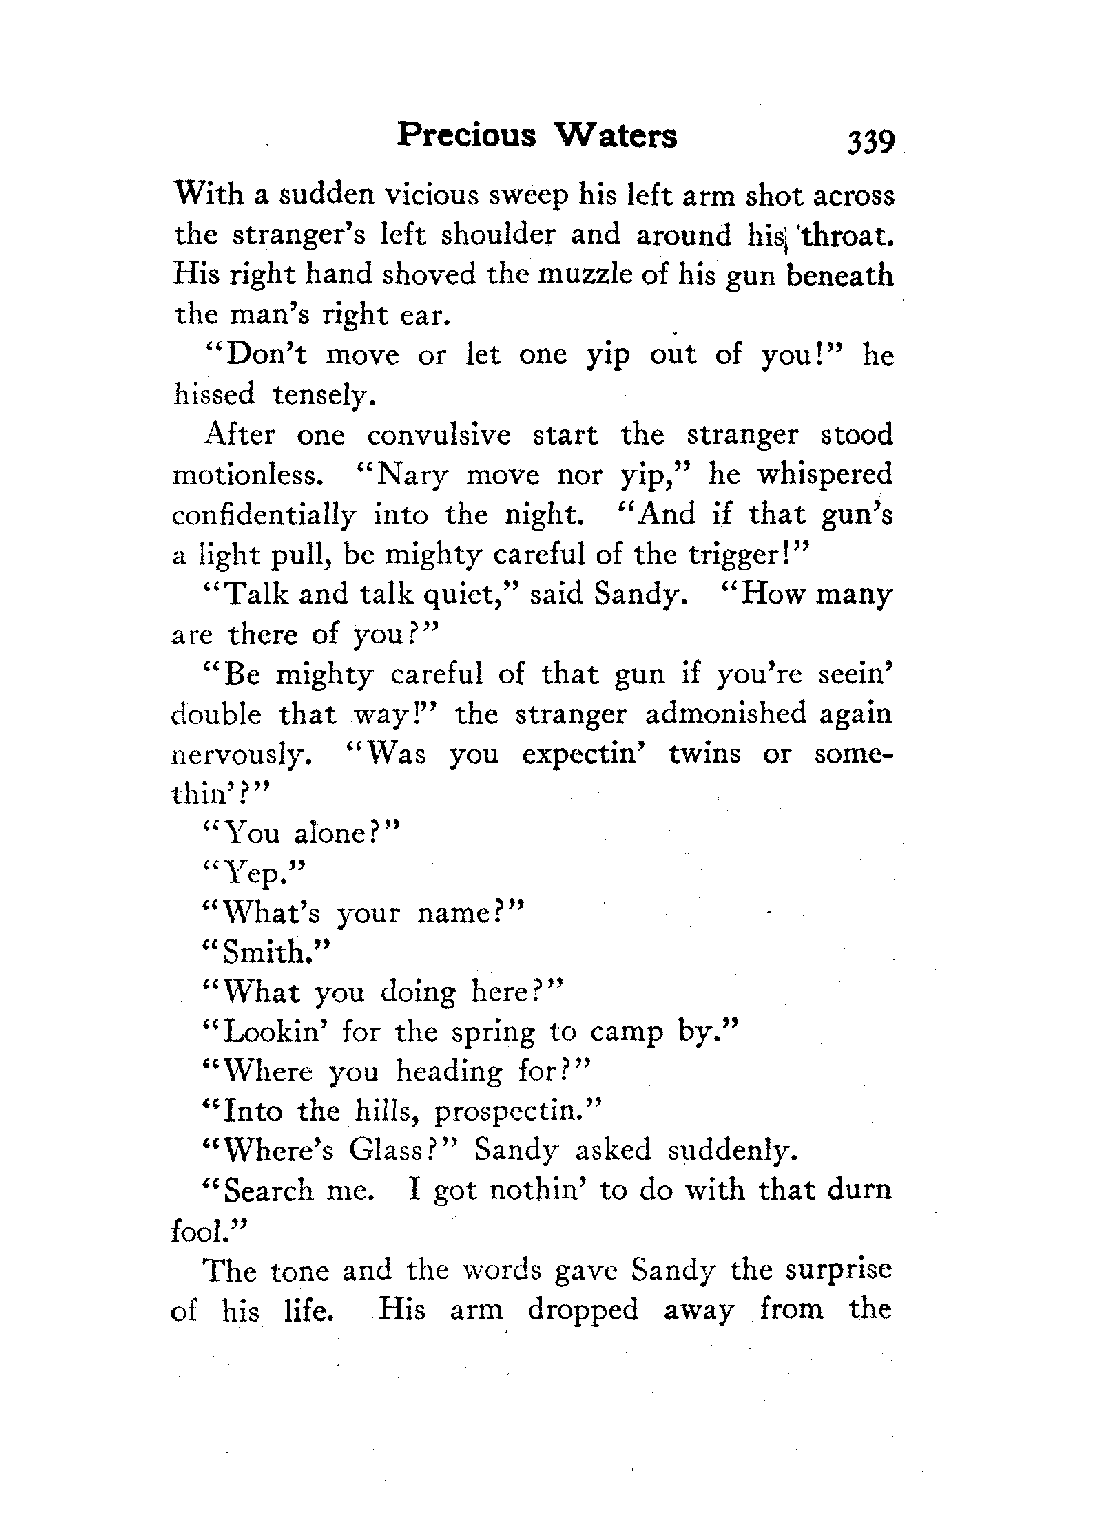 Precious Waters 339
With a sudden vicious sweep his left arm shot across
the stranger's left shoulder and around his throat.
His right hand shoved the muzzle of his gun beneath
the man's right ear.
"Don't move or let one yip out of you!" he
hissed tensely.
After one convulsive start the stranger stood
motionless. "Nary move nor yip," he whispered
confidentially into the night. "And if that gun's
a light pull, be mighty careful of the trigger!"
"Talk and talk quiet," said Sandy. "How many
are there of you?"
"Be mighty careful of that gun if you're seein'
double that way!" the stranger admonished again
nervously. "Was you expectin' twins or some-
thin'?"
"You alone?"
"Yep."
"What's your name?"
"Smith."
"What you doing here?"
"Lookin' for the spring to camp by."
"Where you heading for?"
"Into the hills, prospectin."
"Where's Glass?" Sandy asked suddenly.
"Search me. I got nothin' to do with that durn
fool."
The tone and the words gave Sandy the surprise
of his life. His arm dropped away from the